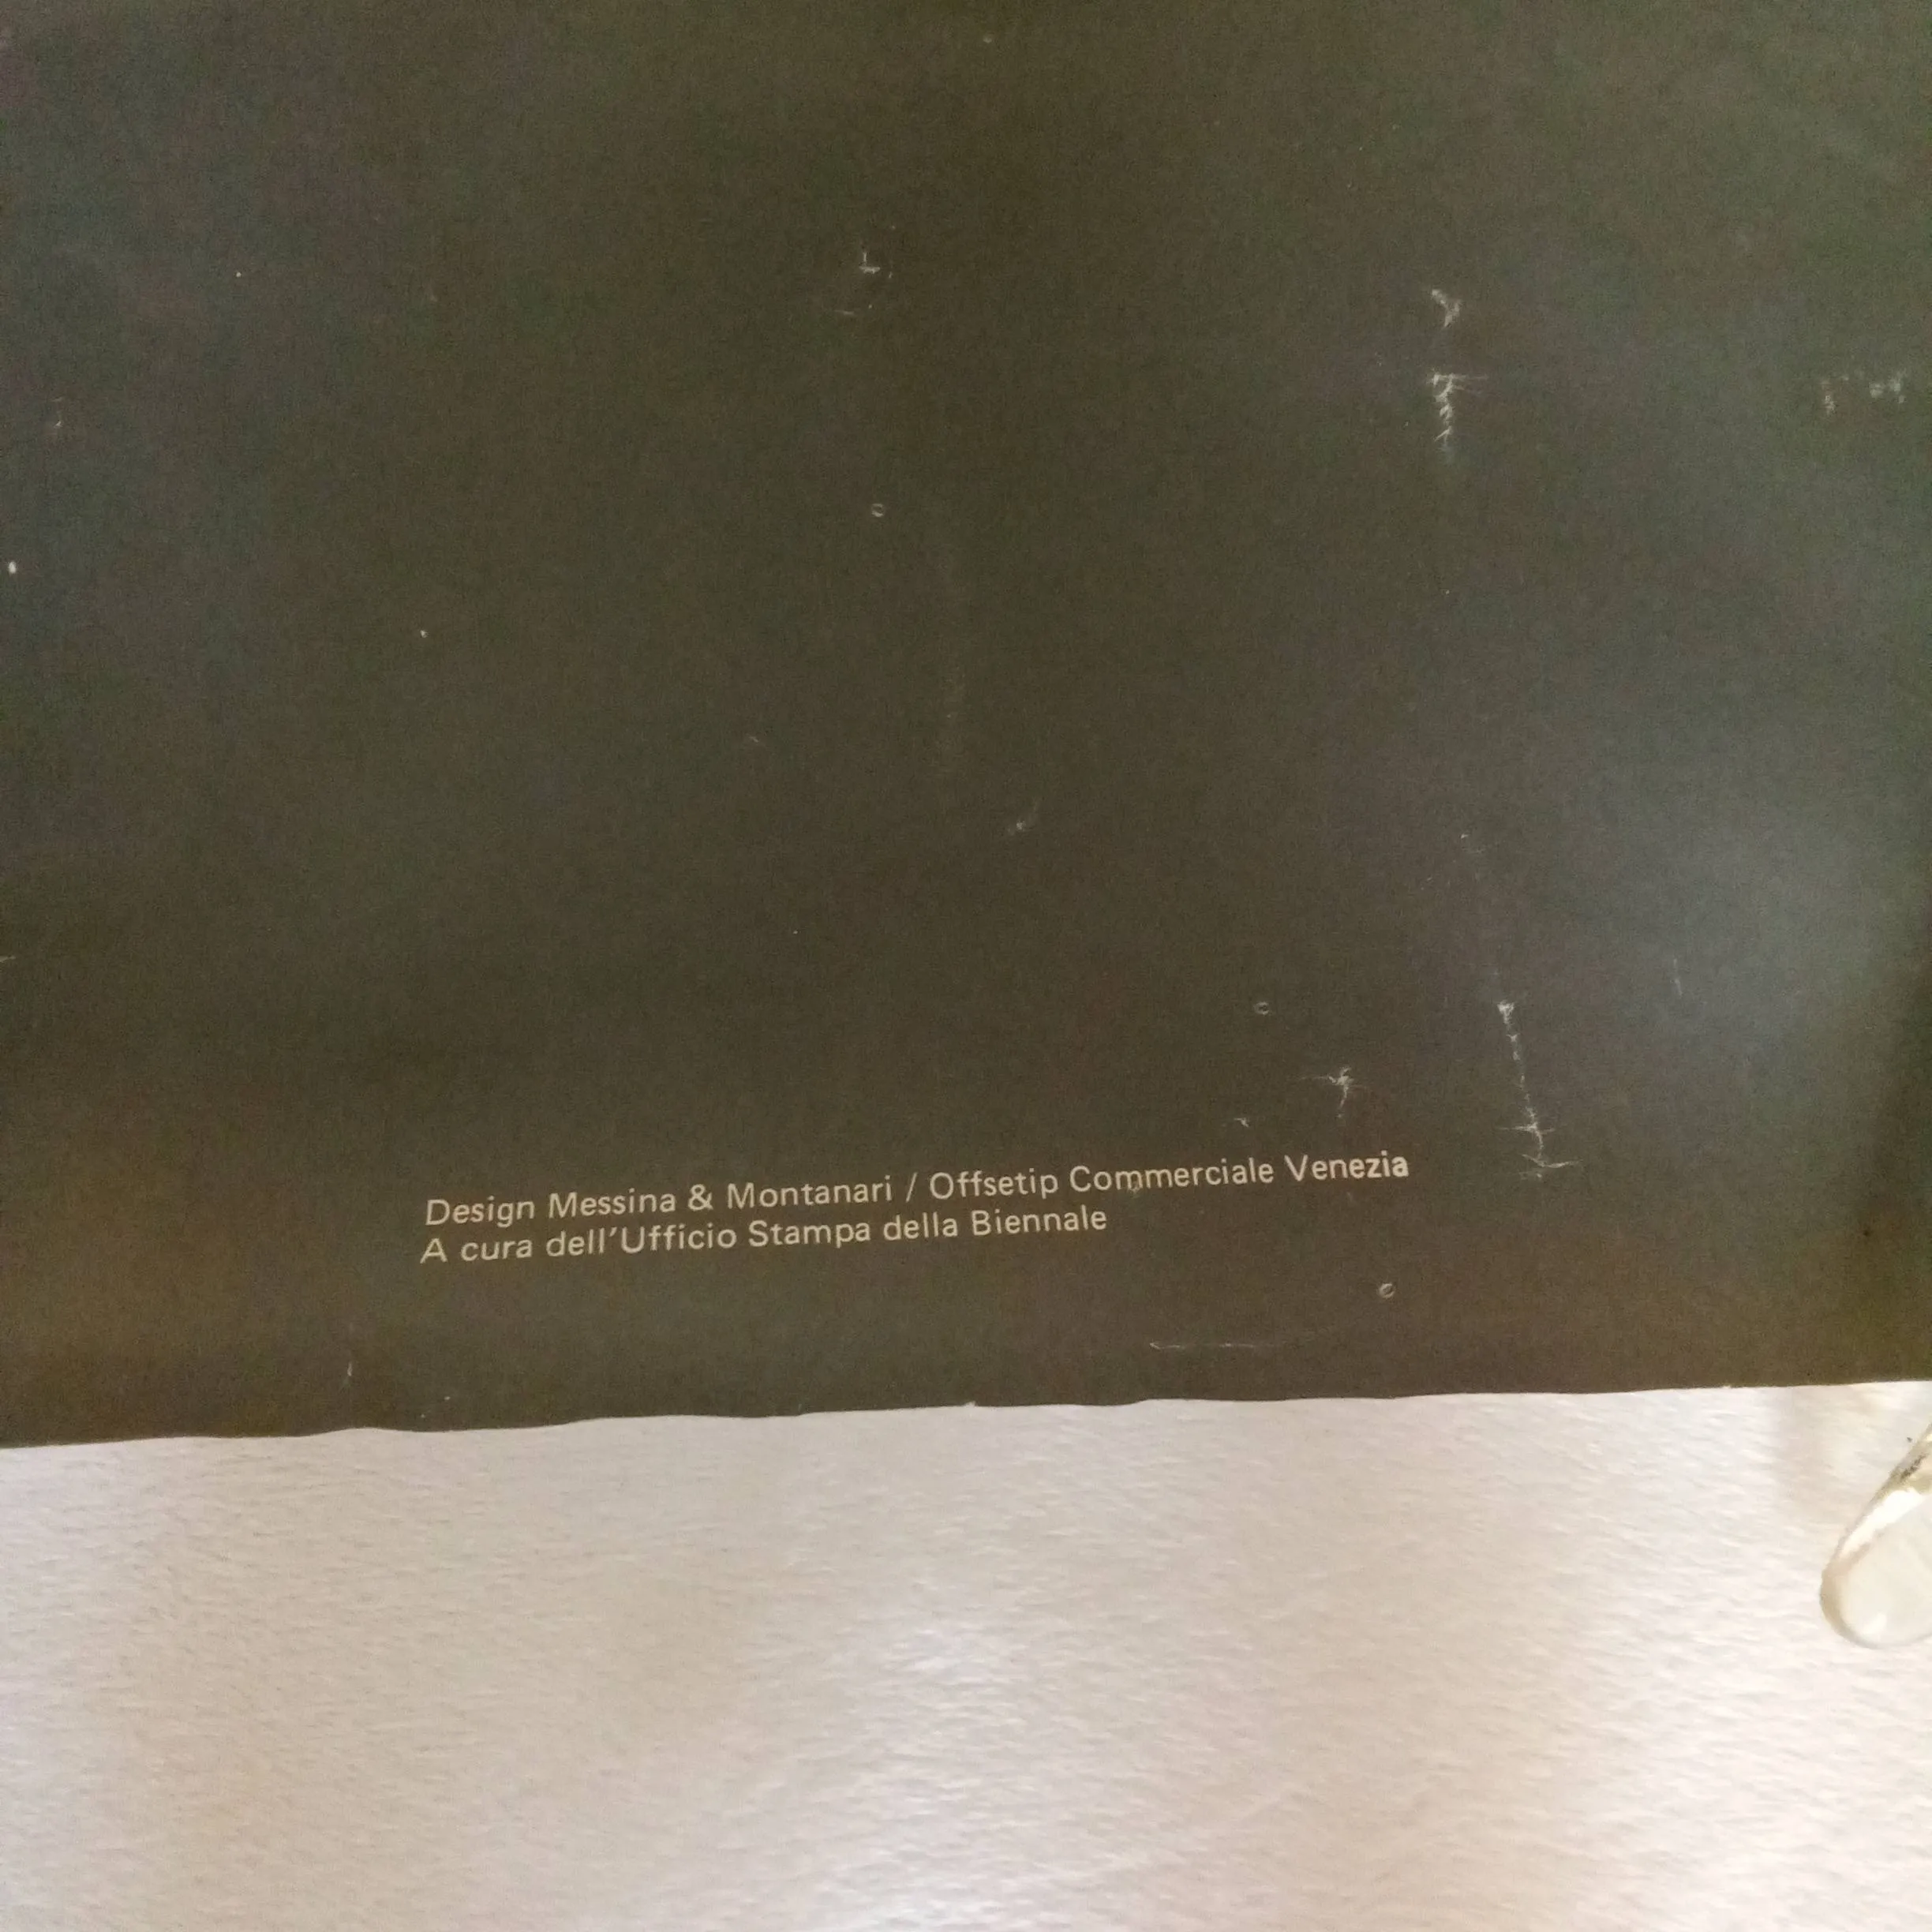 Design Messina & Montanari / Offsetip Commerciale Venezia
A cura dell'Ufficio Stampa della Biennale